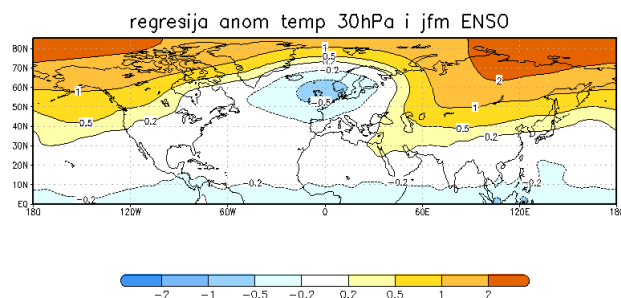 regresija anom temp 30hPa i jfm ENSO
80N
70N
60N
50N
40N
30N
20N
10N
EQ
1
0.5
-0.2
-0.5
1
0.5
0.2
2
1
0.5
0.2
-0.2
-0.2
-0.2
-0.2
180 120W 60W 0 60E 120E 180
-2 -1 -0.5 -0.2 0.2 0.5 1 2